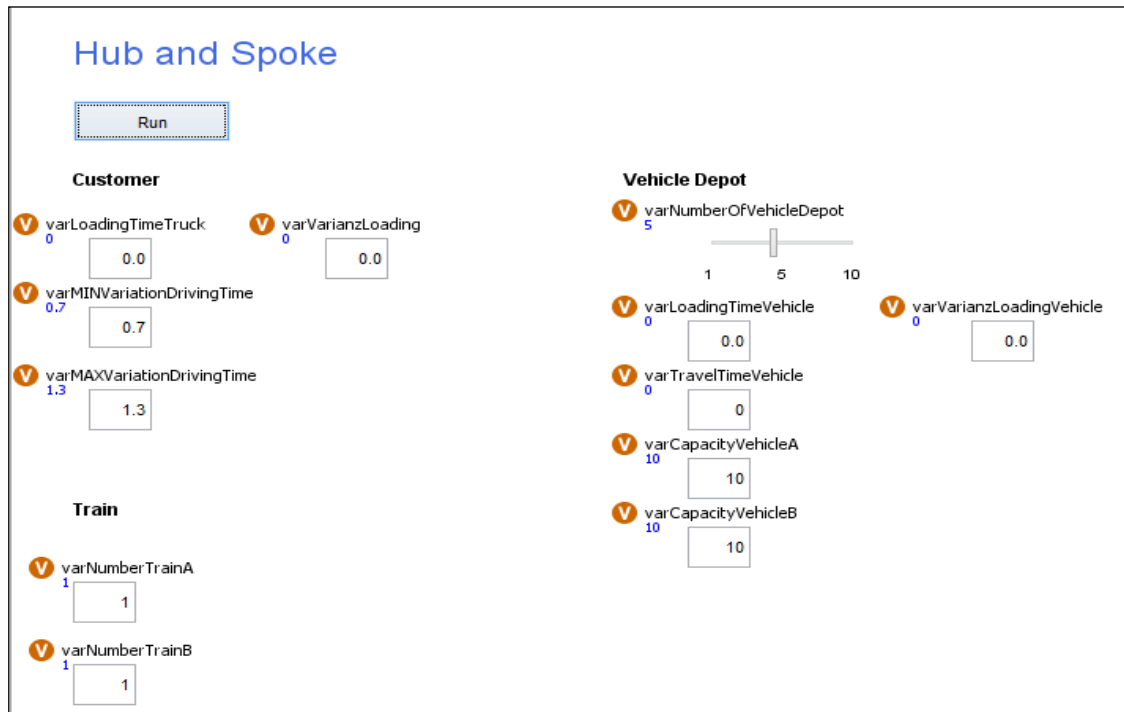 Hub and Spoke
Run
Customer
V varLoadingTimeTruck
0
0.0
V varVarianzLoading
0
0.0
V varMINVariationDrivingTime
0.7
0.7
V varMAXVariationDrivingTime
1.3
1.3
Train
V varNumberTrainA
1
1
V varNumberTrainB
1
1
Vehicle Depot
V varNumberOfVehicleDepot
5
1 5 10
V varLoadingTimeVehicle
0
0.0
V varVarianzLoadingVehicle
0
0.0
V varTravelTimeVehicle
0
0
V varCapacityVehicleA
10
10
V varCapacityVehicleB
10
10